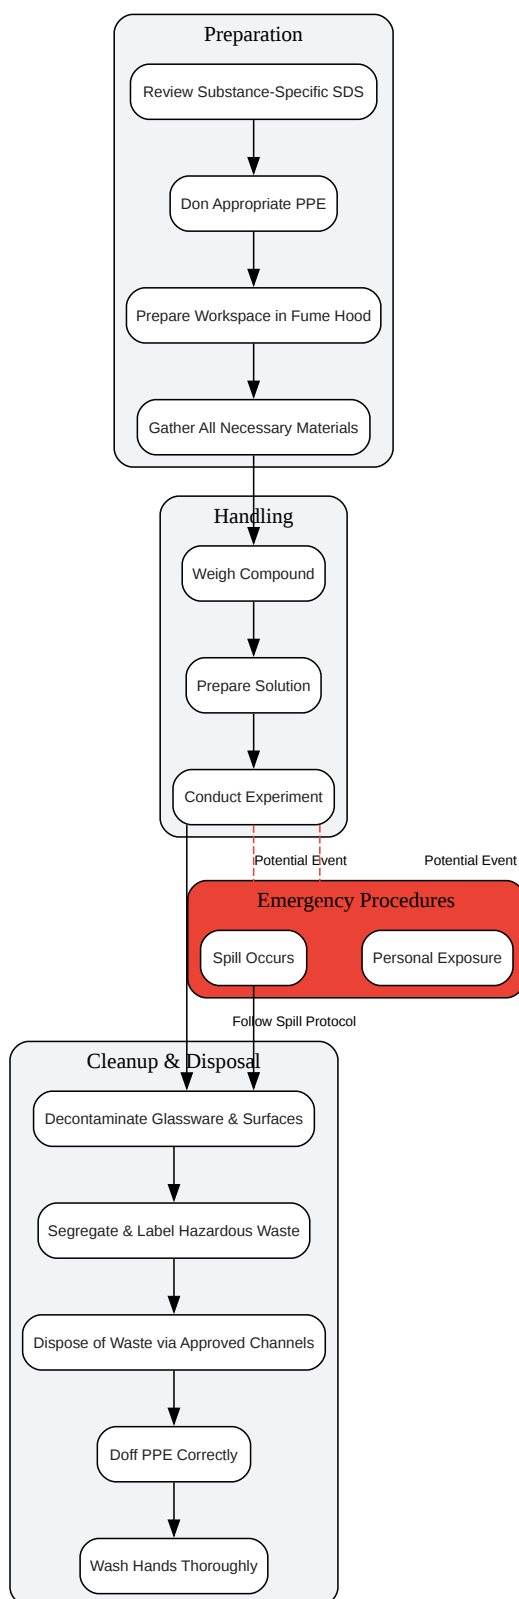 Preparation
Review Substance-Specific SDS
Don Appropriate PPE
Prepare Workspace in Fume Hood
Gather All Necessary Materials
Handling
Weigh Compound
Prepare Solution
Conduct Experiment
Potential Event
Potential Event
Emergency Procedures
Spill Occurs
Personal Exposure
Follow Spill Protocol
Cleanup & Disposal
Decontaminate Glassware & Surfaces
Segregate & Label Hazardous Waste
Dispose of Waste via Approved Channels
Doff PPE Correctly
Wash Hands Thoroughly